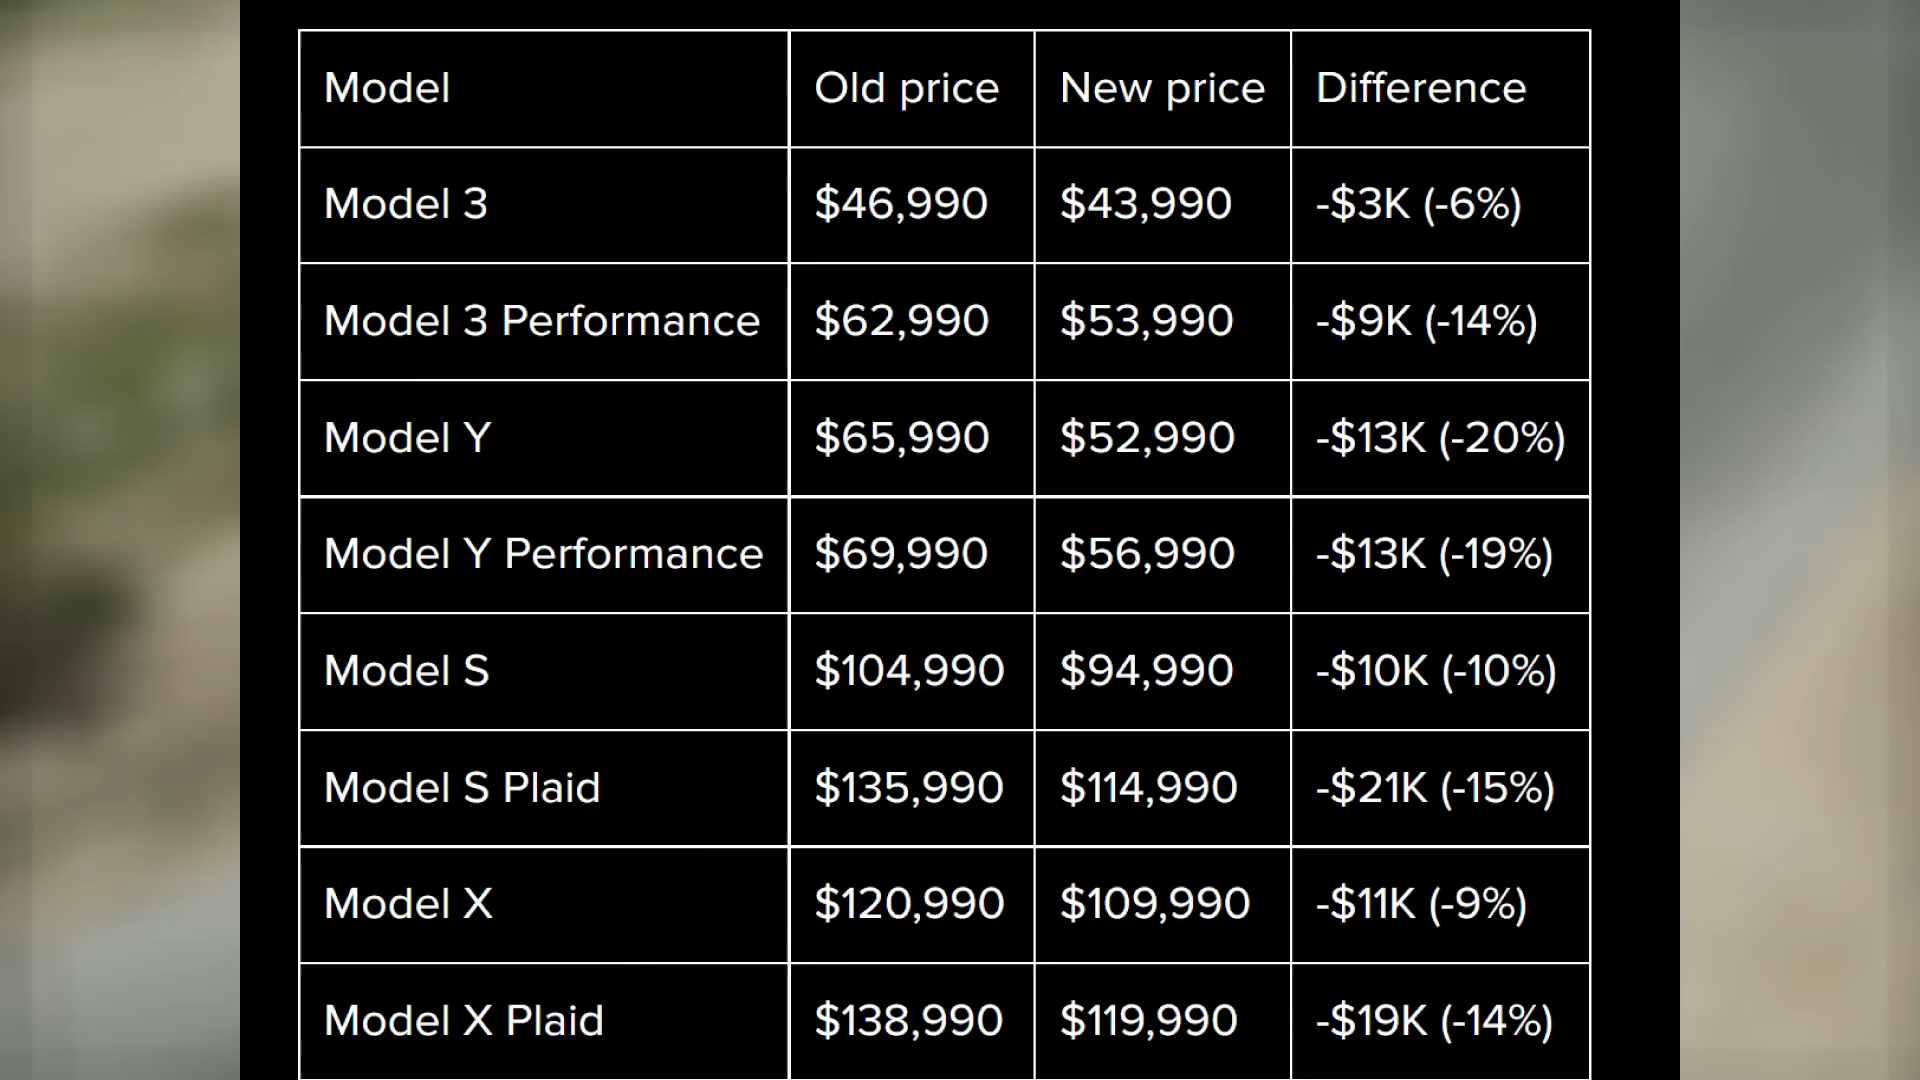 Model Old price New price Difference
Model 3 $46,990 $43,990 -$3K (-6%)
Model 3 Performance $62,990 $53,990 -$9K (-14%)
Model Y $65,990 $52,990 -$13K (-20%)
Model Y Performance $69,990 $56,990 -$13K (-19%)
Model S $104,990 $94,990 -$10K (-10%)
Model S Plaid $135,990 $114,990 -$21K (-15%)
Model X $120,990 $109,990 -$11K (-9%)
Model X Plaid $138,990 $119,990 -$19K (-14%)